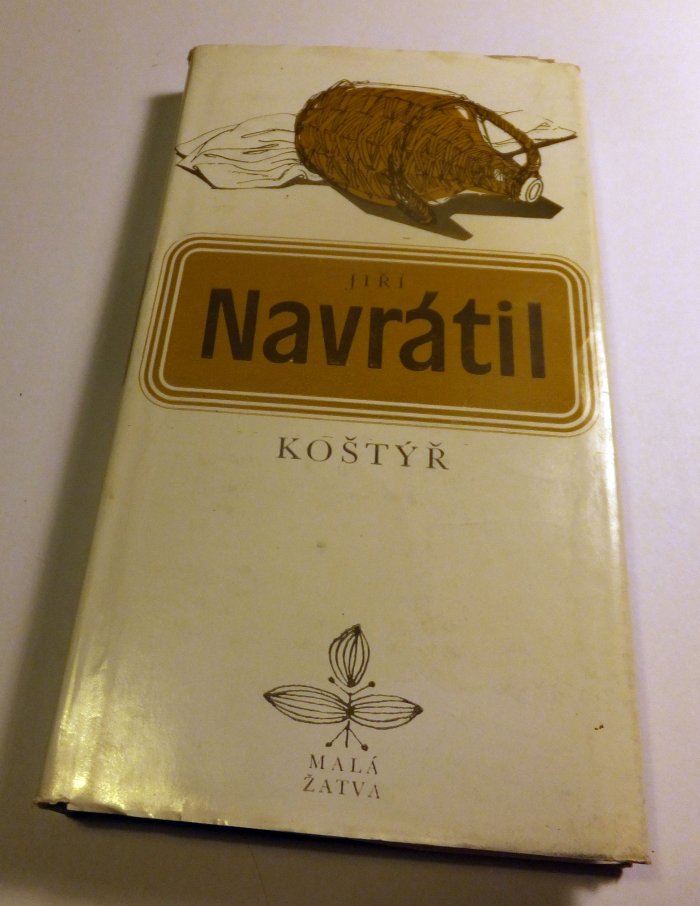 JIŘÍ
Navrátil
KOŠTÝŘ
MALÁ
ŽATVA